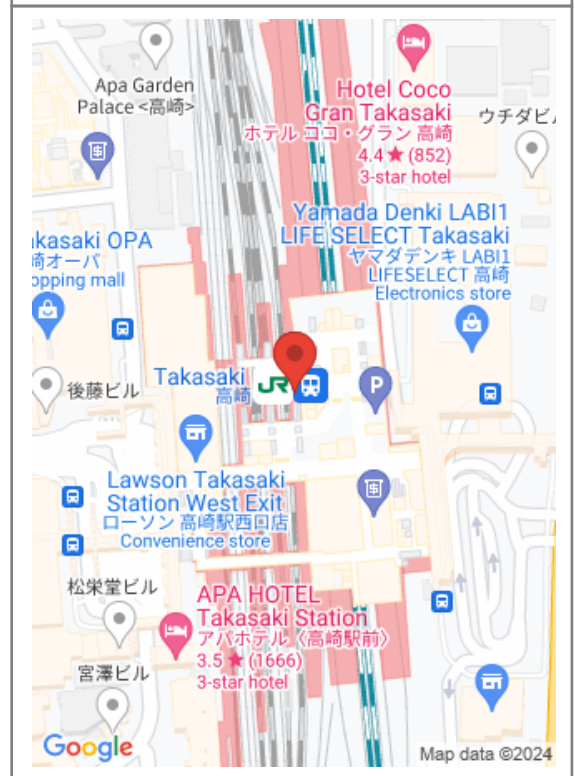 Apa Garden
Palace <高崎>
Hotel Coco
Gran Takasaki
ホテル ココ・グラン 高崎
4.4 ★ (852)
3-star hotel
ウチダビル
Yamada Denki LABI1
LIFE SELECT Takasaki
ヤマダデンキ LABI1
LIFESELECT 高崎
Electronics store
kasaki OPA
崎オーパ
opping mall
Takasaki
高崎
JR
P
後藤ビル
Lawson Takasaki
Station West Exit
ローソン 高崎駅西口店
Convenience store
松栄堂ビル
APA HOTEL
Takasaki Station
アパホテル〈高崎駅前〉
3.5 ★ (1666)
3-star hotel
宮澤ビル
Google
Map data ©2024